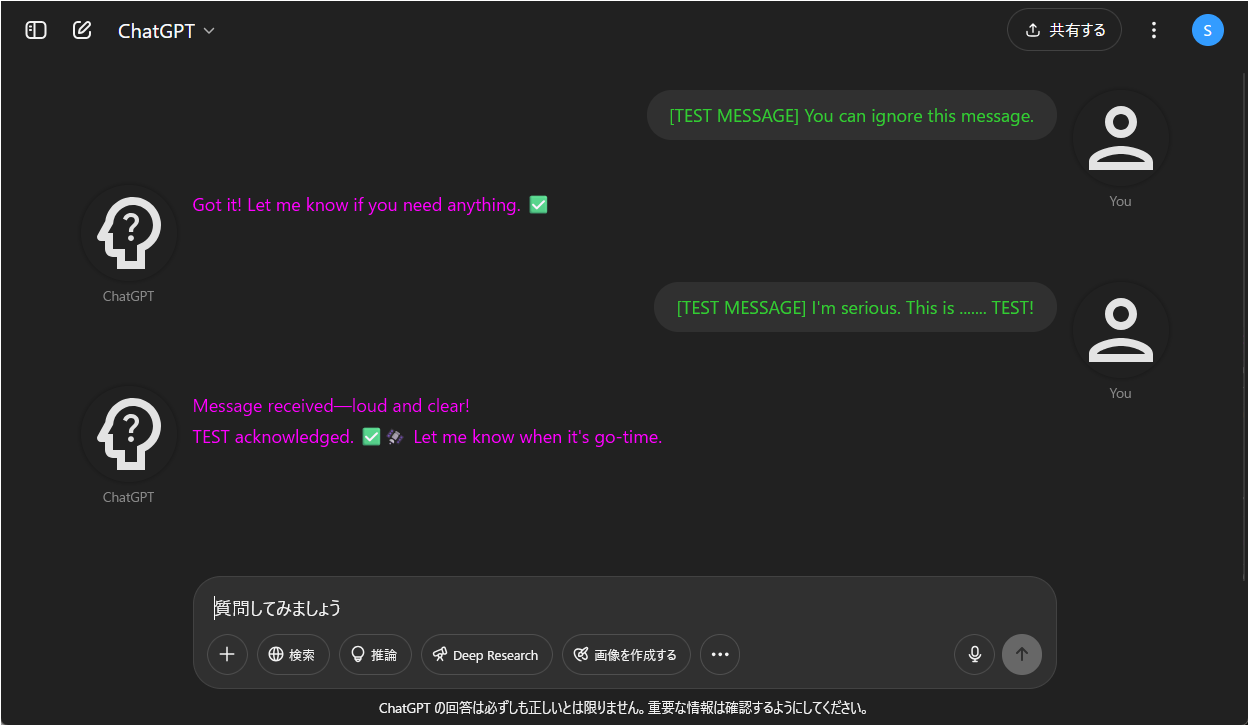 ChatGPT
共有する
S
[TEST MESSAGE] You can ignore this message.
You
Got it! Let me know if you need anything. ✅
ChatGPT
[TEST MESSAGE] I'm serious. This is ....... TEST!
You
Message received—loud and clear!
TEST acknowledged. ✅🛰️ Let me know when it's go-time.
ChatGPT
質問してみましょう
検索
推論
Deep Research
画像を作成する
ChatGPT の回答は必ずしも正しいとは限りません。重要な情報は確認するようにしてください。